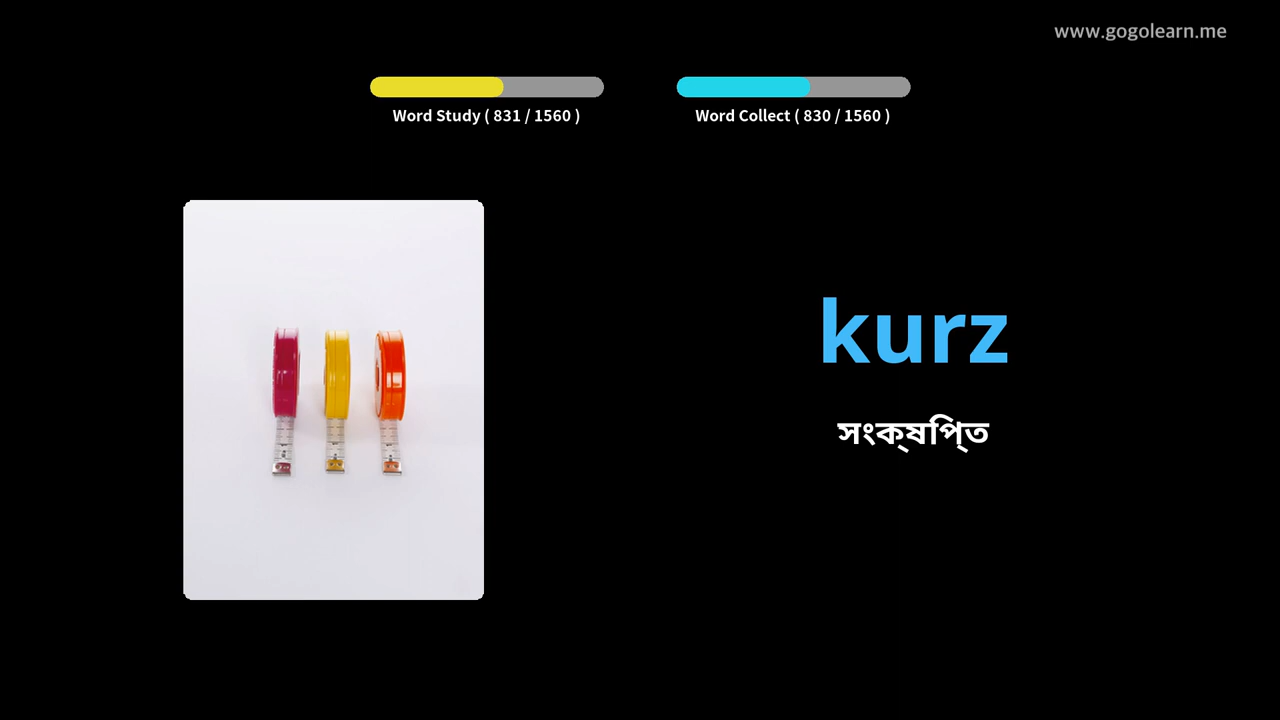 www.gogolearn.me
Word Study ( 831 / 1560 )
Word Collect ( 830 / 1560 )
kurz
সংক্ষিপ্ত